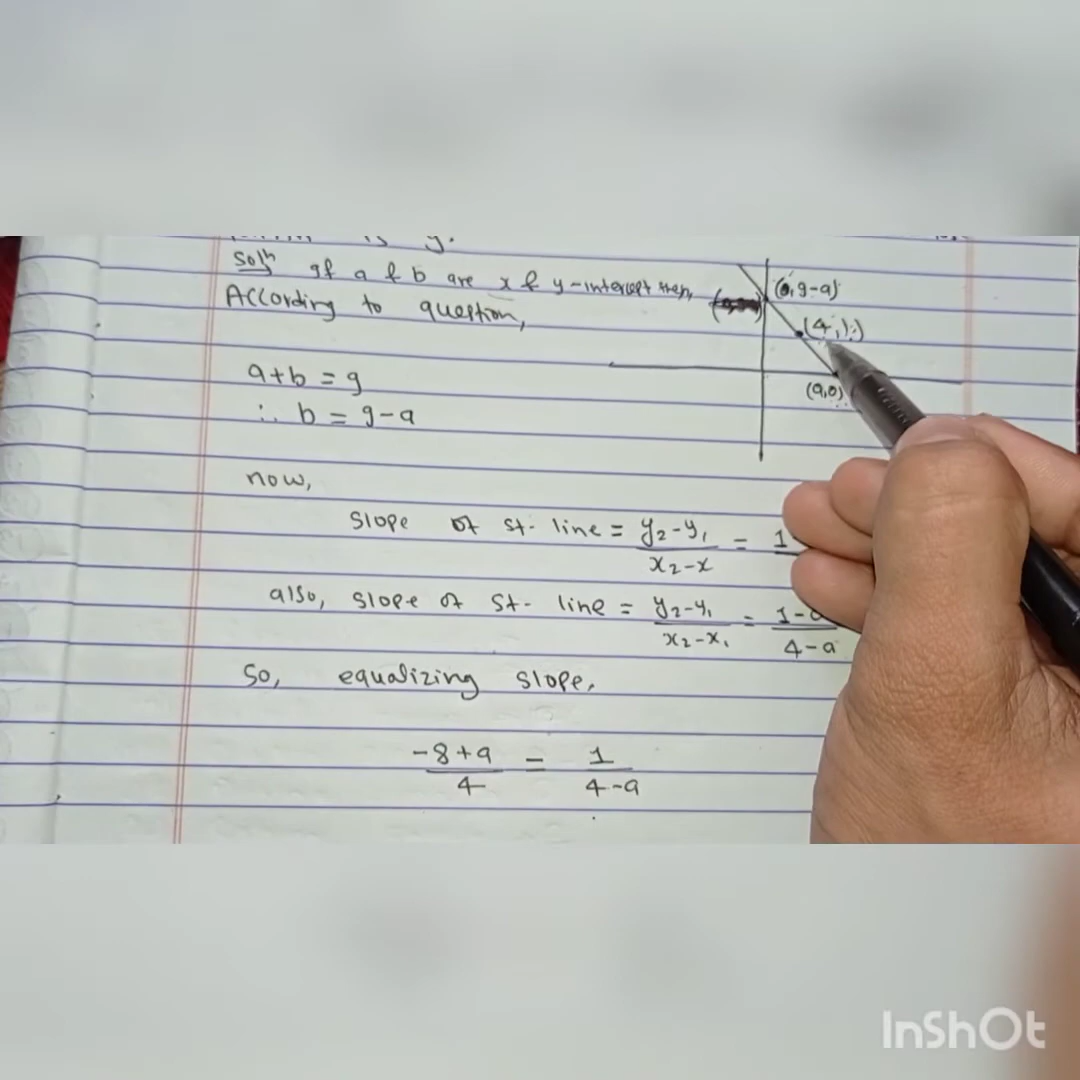 is 9.
Solⁿ If a & b are x & y-intercept then,
According to question,
(0, 9-a)
(4,1)
(a,0)
a+b = 9
∴ b = 9-a
now,
slope of st- line = y₂-y₁/x₂-x = 1
also, slope of st- line = y₂-y₁/x₂-x₁ = 1-0/4-a
So, equalizing slope,
-8+a/4 = 1/4-a
InShOt